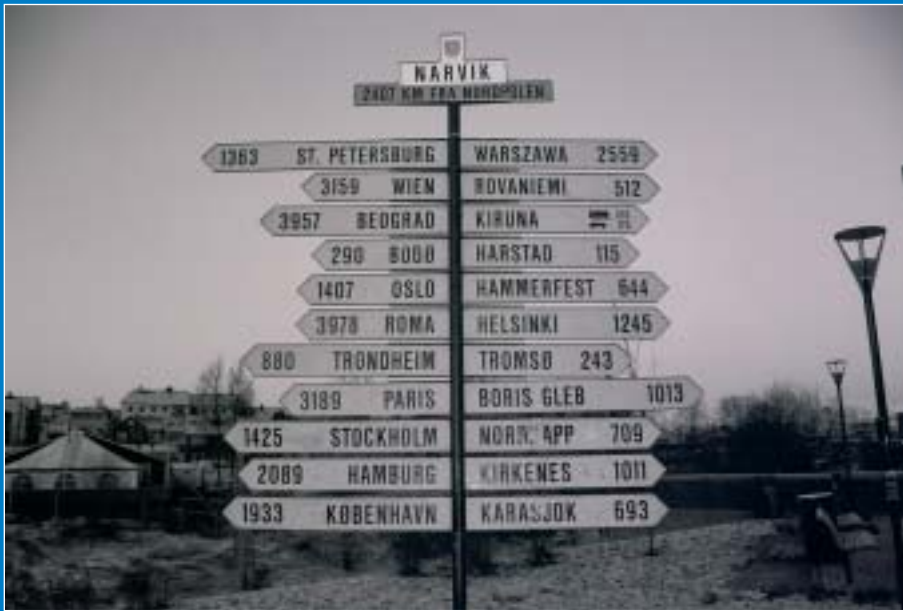 NARVIK
2407 KM FRA NORDPOLEN
1363 ST. PETERSBURG
WARSZAWA 2559
3159 WIEN
ROVANIEMI 512
3957 BEOGRAD
KIRUNA
290 BODØ
HARSTAD 115
1407 OSLO
HAMMERFEST 644
3978 ROMA
HELSINKI 1245
880 TRONDHEIM
TROMSØ 243
3189 PARIS
BORIS GLEB 1013
1425 STOCKHOLM
NORDK. APP 709
2089 HAMBURG
KIRKENES 1011
1933 KØBENHAVN
KARASJOK 693